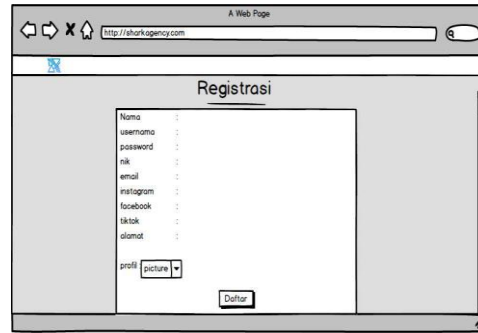 A Web Page
http://sharkagency.com
Registrasi
Nama :
username :
password :
nik :
email :
instagram :
facebook :
tiktok :
alamat :
profil : picture
Daftar